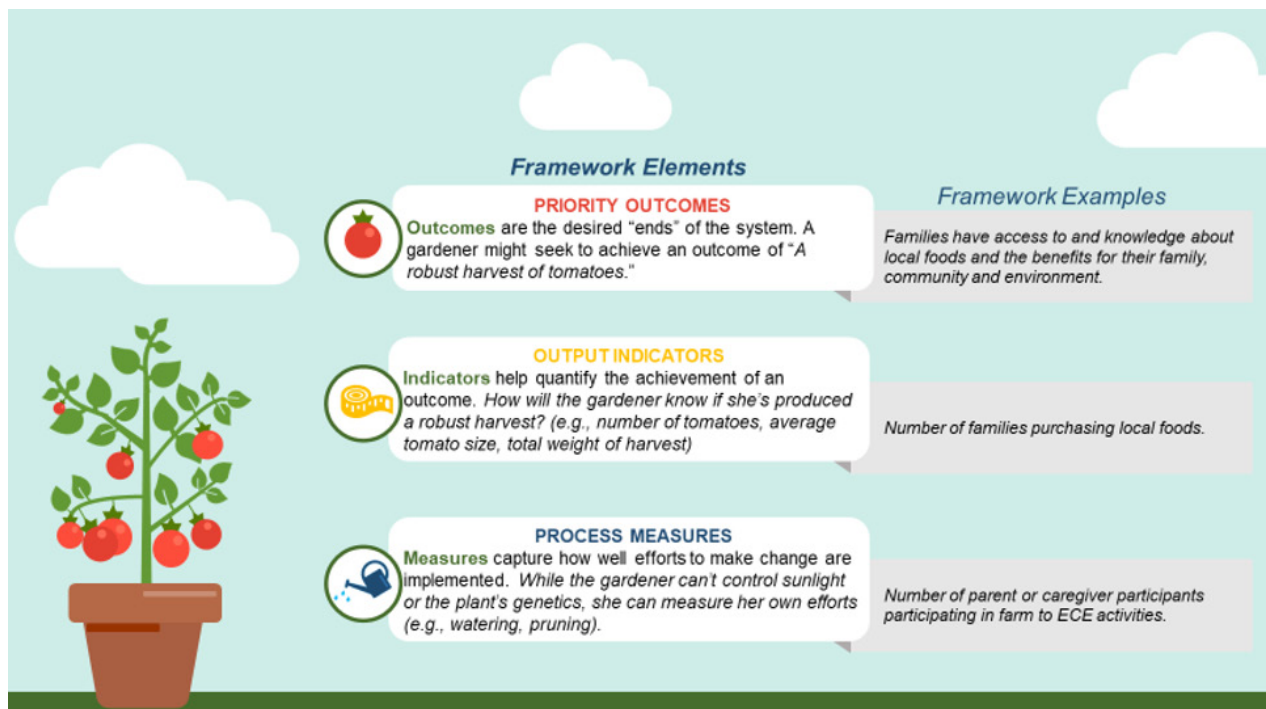 Framework Elements
PRIORITY OUTCOMES
Outcomes are the desired “ends” of the system. A
gardener might seek to achieve an outcome of “A
robust harvest of tomatoes.”
Framework Examples
Families have access to and knowledge about
local foods and the benefits for their family,
community and environment.
OUTPUT INDICATORS
Indicators help quantify the achievement of an
outcome. How will the gardener know if she’s produced
a robust harvest? (e.g., number of tomatoes, average
tomato size, total weight of harvest)
Number of families purchasing local foods.
PROCESS MEASURES
Measures capture how well efforts to make change are
implemented. While the gardener can’t control sunlight
or the plant’s genetics, she can measure her own efforts
(e.g., watering, pruning).
Number of parent or caregiver participants
participating in farm to ECE activities.